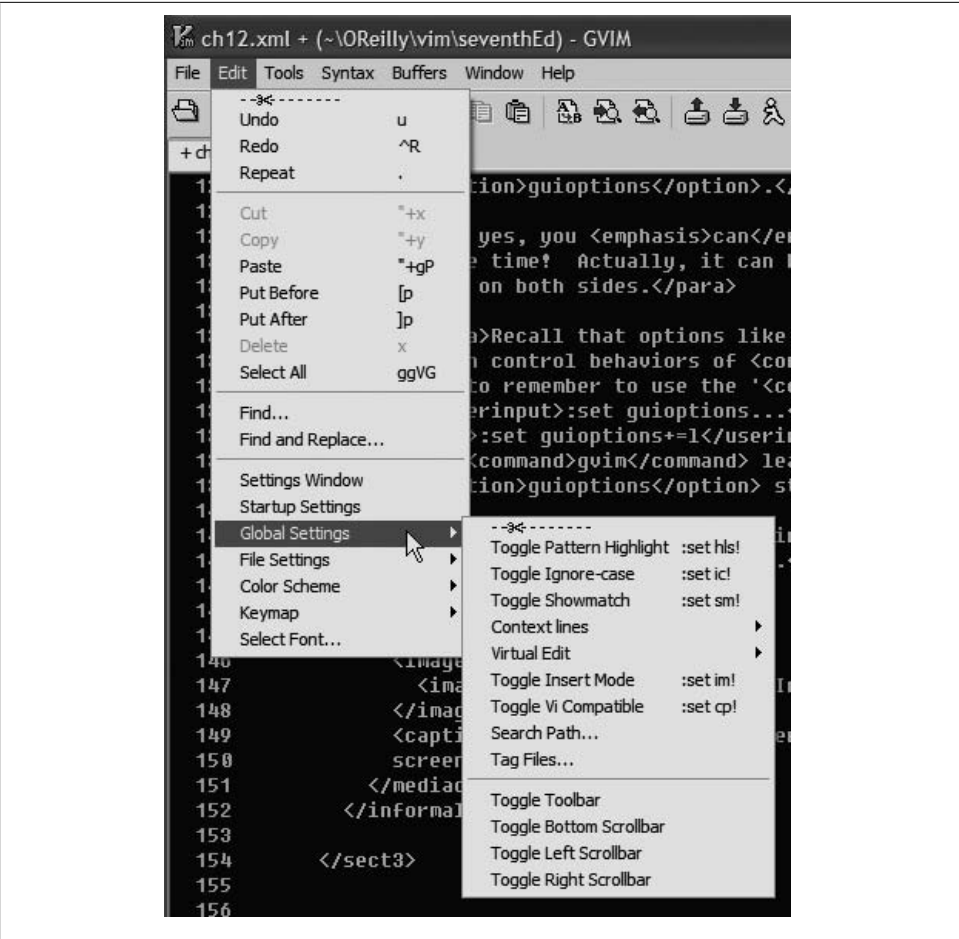 ch12.xml + (~\OReilly\vim\seventhEd) - GVIM
File Edit Tools Syntax Buffers Window Help
+ ch
Undo u
Redo ^R
Repeat .
Cut "+x
Copy "+y
Paste "+gP
Put Before [p
Put After ]p
Delete x
Select All ggVG
Find...
Find and Replace...
Settings Window
Startup Settings
Global Settings
File Settings
Color Scheme
Keymap
Select Font...
Toggle Pattern Highlight :set hls!
Toggle Ignore-case :set ic!
Toggle Showmatch :set sm!
Context lines
Virtual Edit
Toggle Insert Mode :set im!
Toggle Vi Compatible :set cp!
Search Path...
Tag Files...
Toggle Toolbar
Toggle Bottom Scrollbar
Toggle Left Scrollbar
Toggle Right Scrollbar
tion>guioptions</option>.</
yes, you <emphasis>can</e
time! Actually, it can
on both sides.</para>
>Recall that options like
control behaviors of <co
to remember to use the '<c
erinput>:set guioptions...<
>:set guioptions+=l</useri
<command>gvim</command> le
tion>guioptions</option> s
146 <image
147 <ima
148 </imag
149 <capti
150 screen
151 </mediao
152 </informal
153
154 </sect3>
155
156